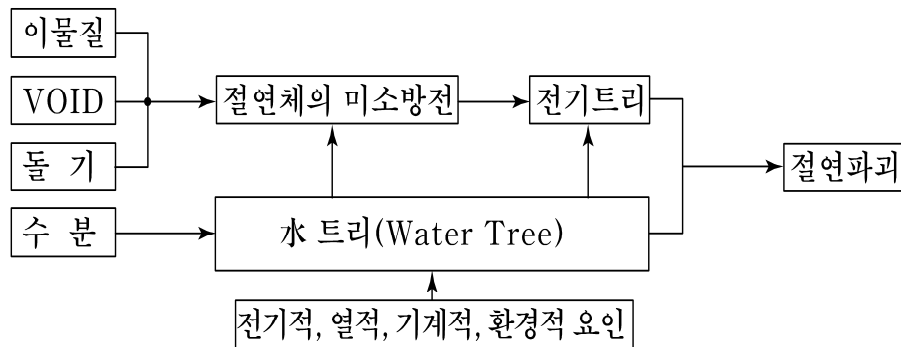 이물질
VOID
돌 기
수 분
절연체의 미소방전
전기트리
水 트리(Water Tree)
전기적, 열적, 기계적, 환경적 요인
절연파괴